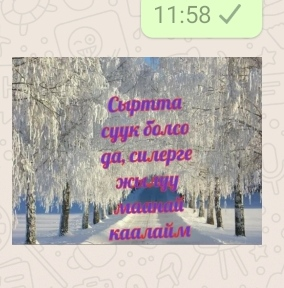 11:58
Сыртта
суук болсо
да, силерге
жылуу
маанай
каалайм